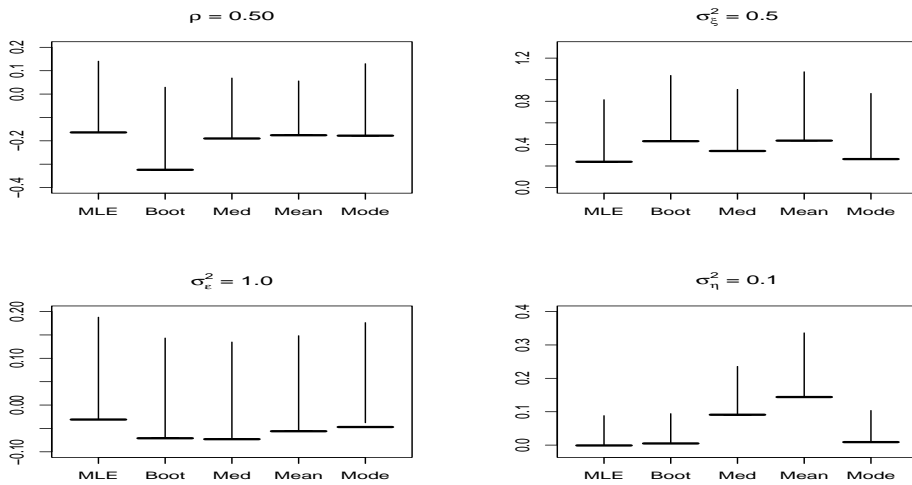 ρ = 0.50
0.2
0.1
0.0
−0.2
−0.4
MLE Boot Med Mean Mode
σ²_ξ = 0.5
1.2
0.8
0.4
0.0
MLE Boot Med Mean Mode
σ²_ε = 1.0
0.20
0.10
0.00
−0.10
MLE Boot Med Mean Mode
σ²_η = 0.1
0.4
0.3
0.2
0.1
0.0
MLE Boot Med Mean Mode